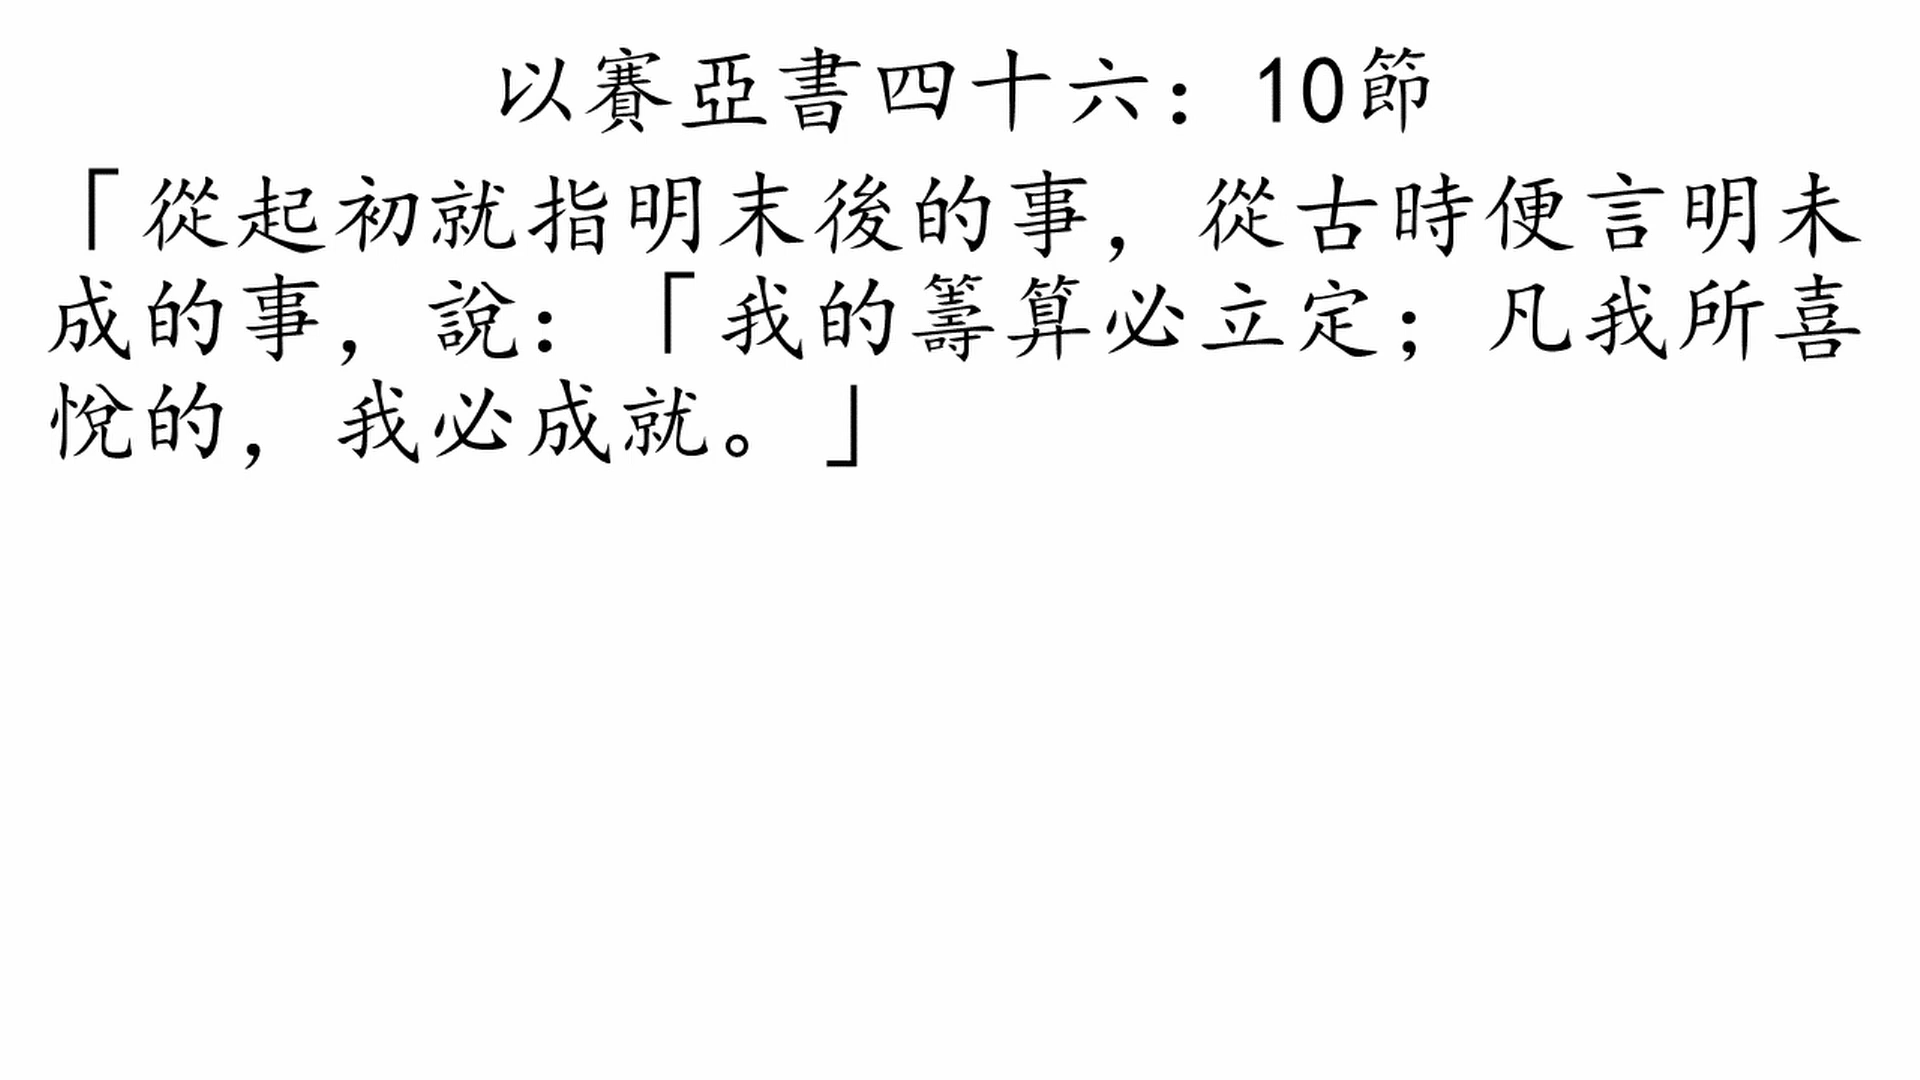 以賽亞書四十六：10節
「從起初就指明末後的事，從古時便言明未
成的事，說：「我的籌算必立定；凡我所喜
悅的，我必成就。」